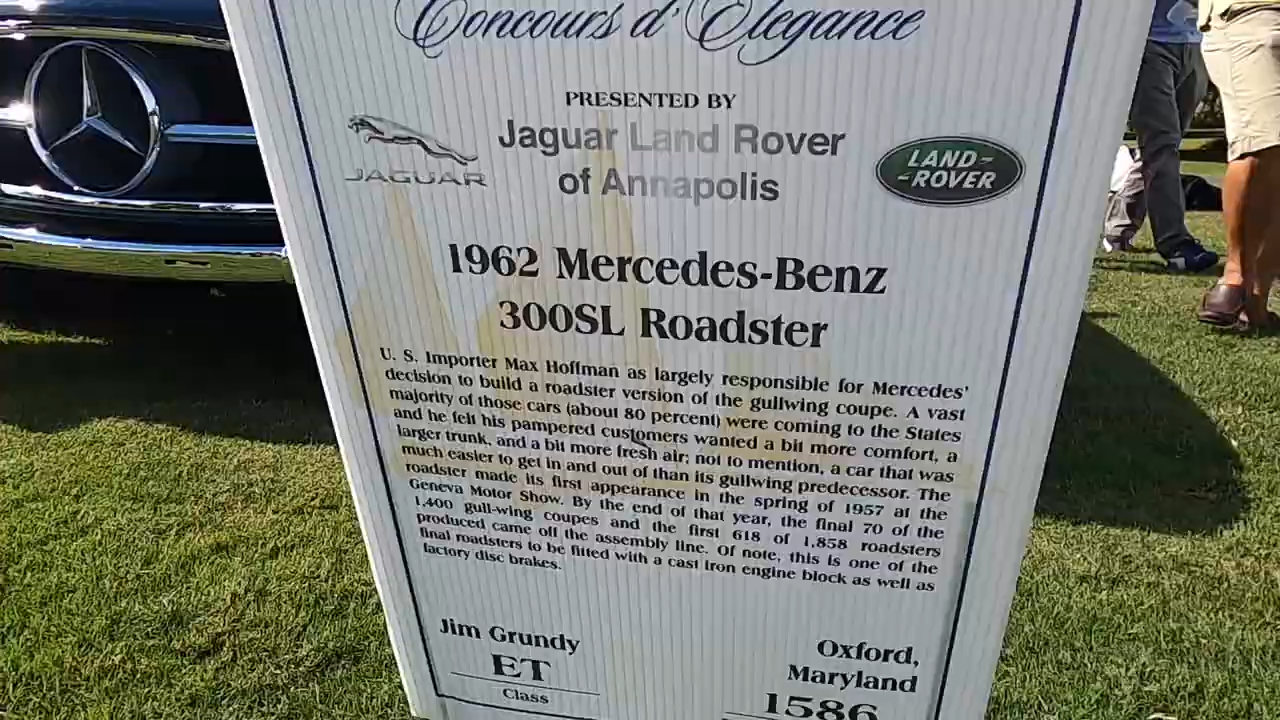 Concours d'Elegance
PRESENTED BY
JAGUAR
Jaguar Land Rover
of Annapolis
LAND-
-ROVER
1962 Mercedes-Benz
300SL Roadster
U. S. Importer Max Hoffman as largely responsible for Mercedes'
decision to build a roadster version of the gullwing coupe. A vast
majority of those cars (about 80 percent) were coming to the States
and he felt his pampered customers wanted a bit more comfort, a
larger trunk, and a bit more fresh air; not to mention, a car that was
much easier to get in and out of than its gullwing predecessor. The
roadster made its first appearance in the spring of 1957 at the
Geneva Motor Show. By the end of that year, the final 70 of the
1,400 gull-wing coupes and the first 618 of 1,858 roadsters
produced came off the assembly line. Of note, this is one of the
final roadsters to be fitted with a cast iron engine block as well as
factory disc brakes.
Jim Grundy
ET
Class
Oxford,
Maryland
1586